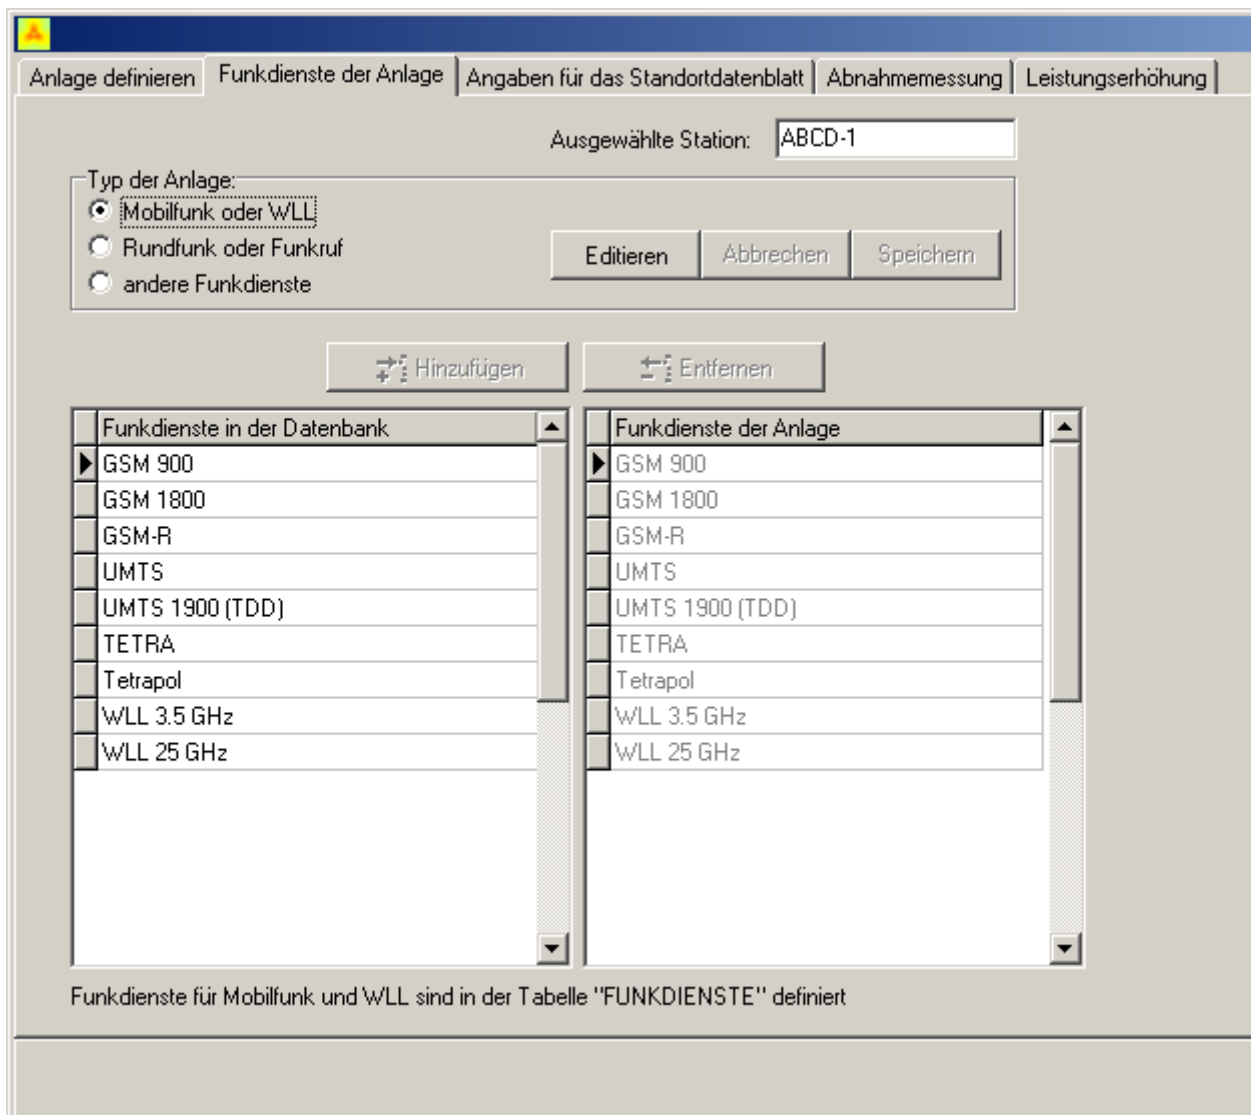 Anlage definieren Funkdienste der Anlage Angaben für das Standortdatenblatt Abnahmemessung Leistungserhöhung
Ausgewählte Station: ABCD-1
Typ der Anlage:
Mobilfunk oder WLL
Rundfunk oder Funkruf
andere Funkdienste
Editieren Abbrechen Speichern
Hinzufügen Entfernen
Funkdienste in der Datenbank
GSM 900
GSM 1800
GSM-R
UMTS
UMTS 1900 (TDD)
TETRA
Tetrapol
WLL 3.5 GHz
WLL 25 GHz
Funkdienste der Anlage
GSM 900
GSM 1800
GSM-R
UMTS
UMTS 1900 (TDD)
TETRA
Tetrapol
WLL 3.5 GHz
WLL 25 GHz
Funkdienste für Mobilfunk und WLL sind in der Tabelle "FUNKDIENSTE" definiert